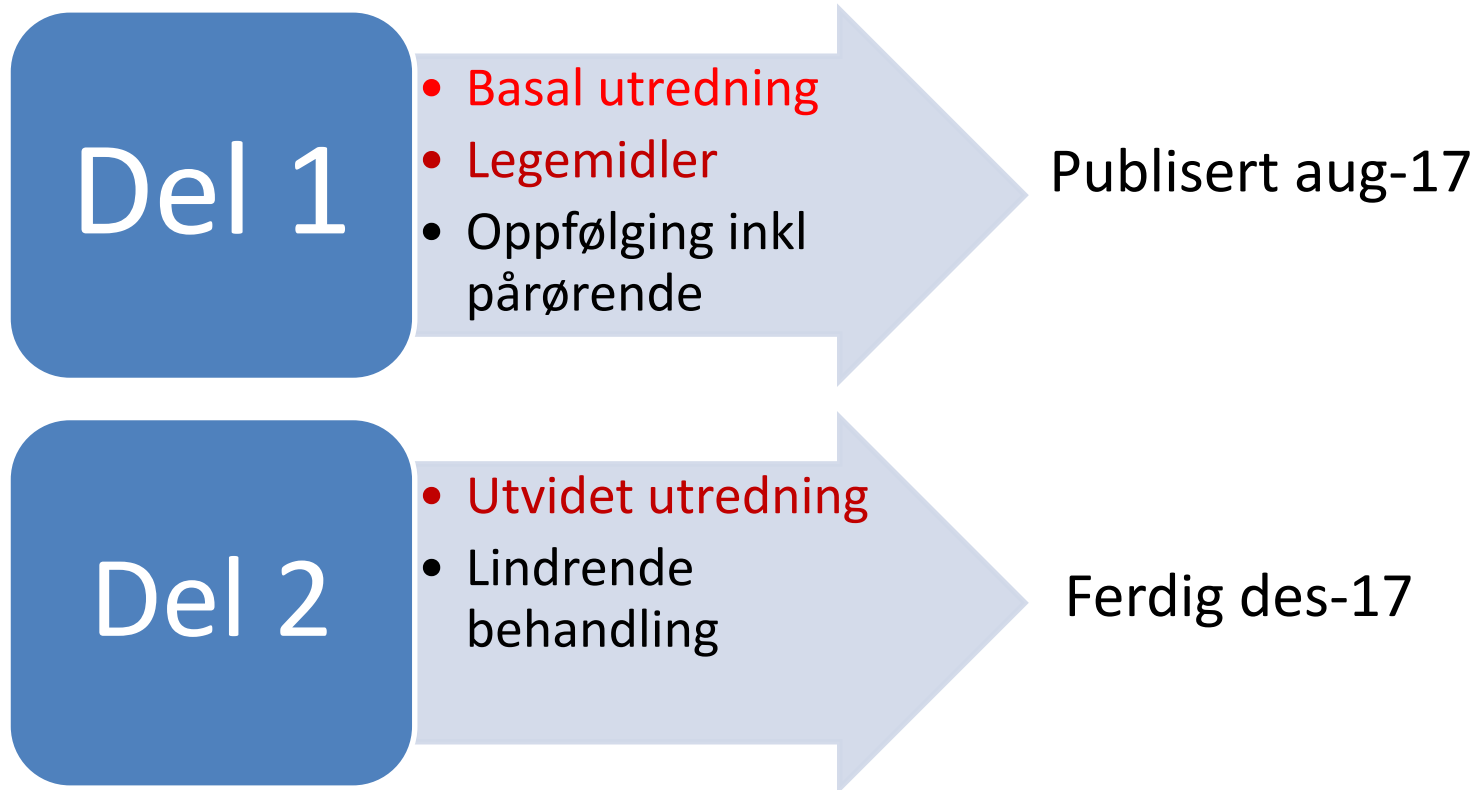 Del 1
• Basal utredning
• Legemidler
• Oppfølging inkl
pårørende
Publisert aug-17
Del 2
• Utvidet utredning
• Lindrende
behandling
Ferdig des-17